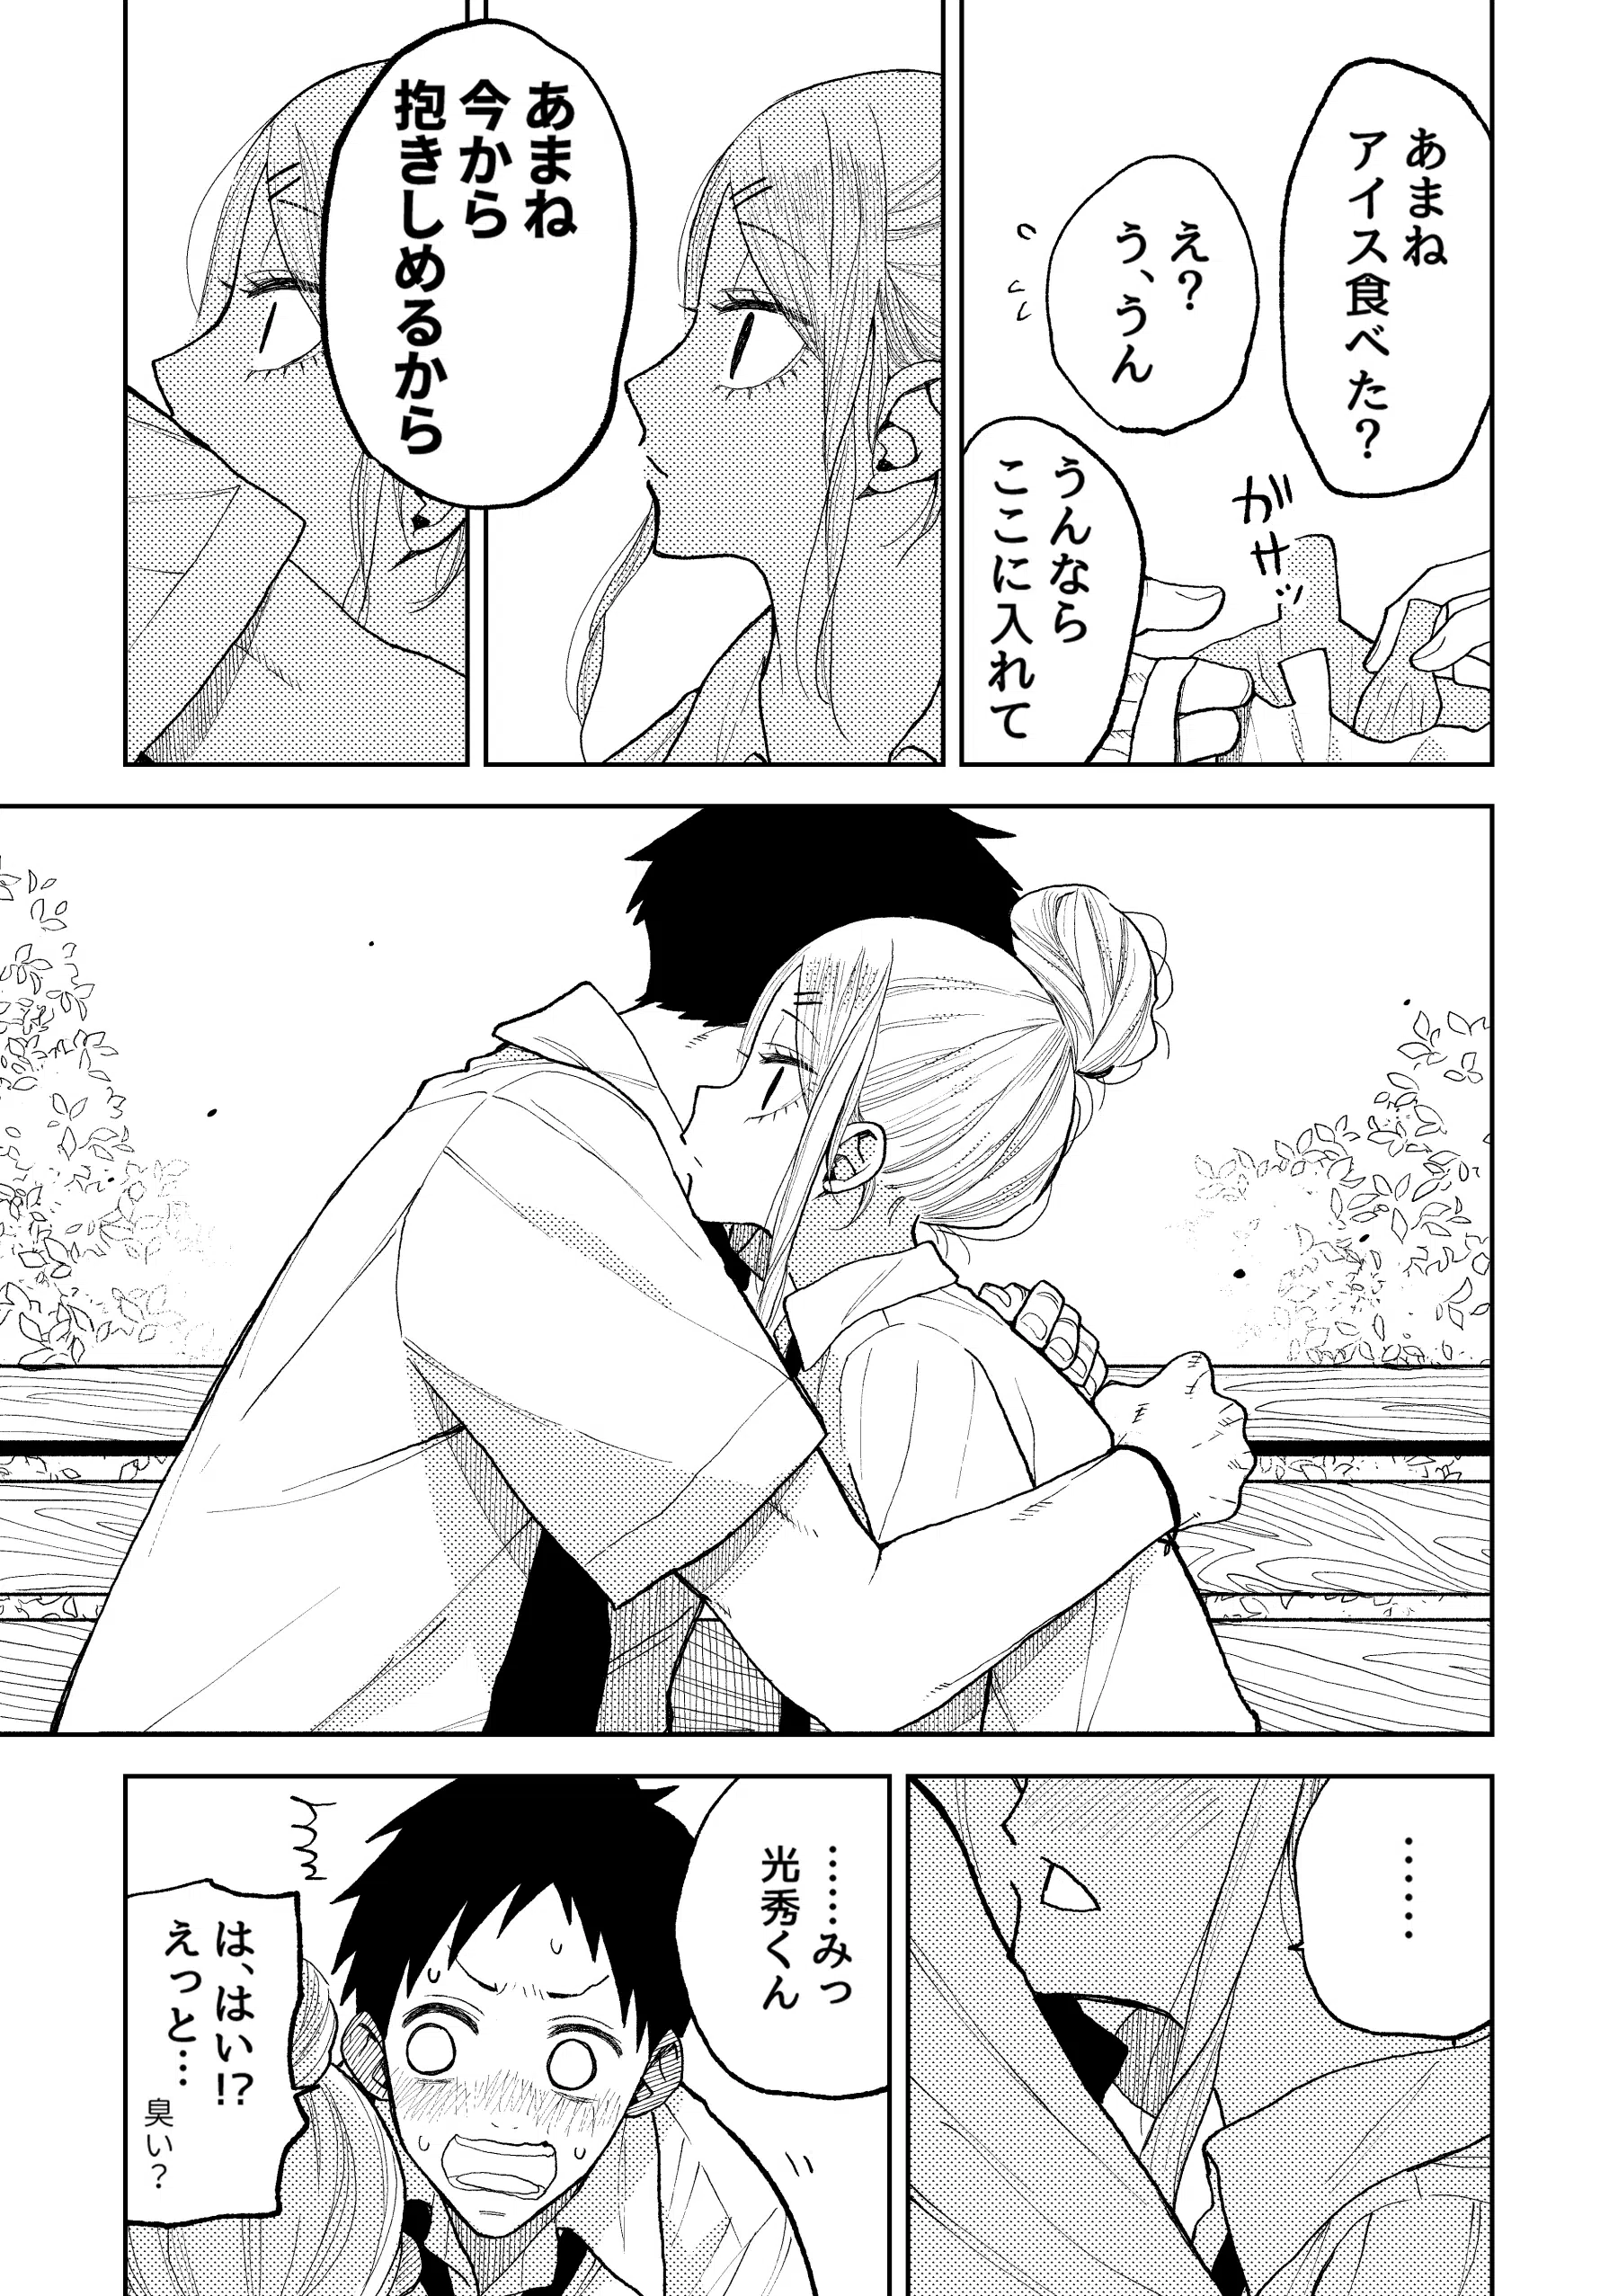 あまね
アイス食べた？
え？
う、うん
ガサッ
うんなら
ここに入れて
あまね
今から
抱きしめるから
……
……みつ
光秀くん
は、はい!?
えっと…
臭い？